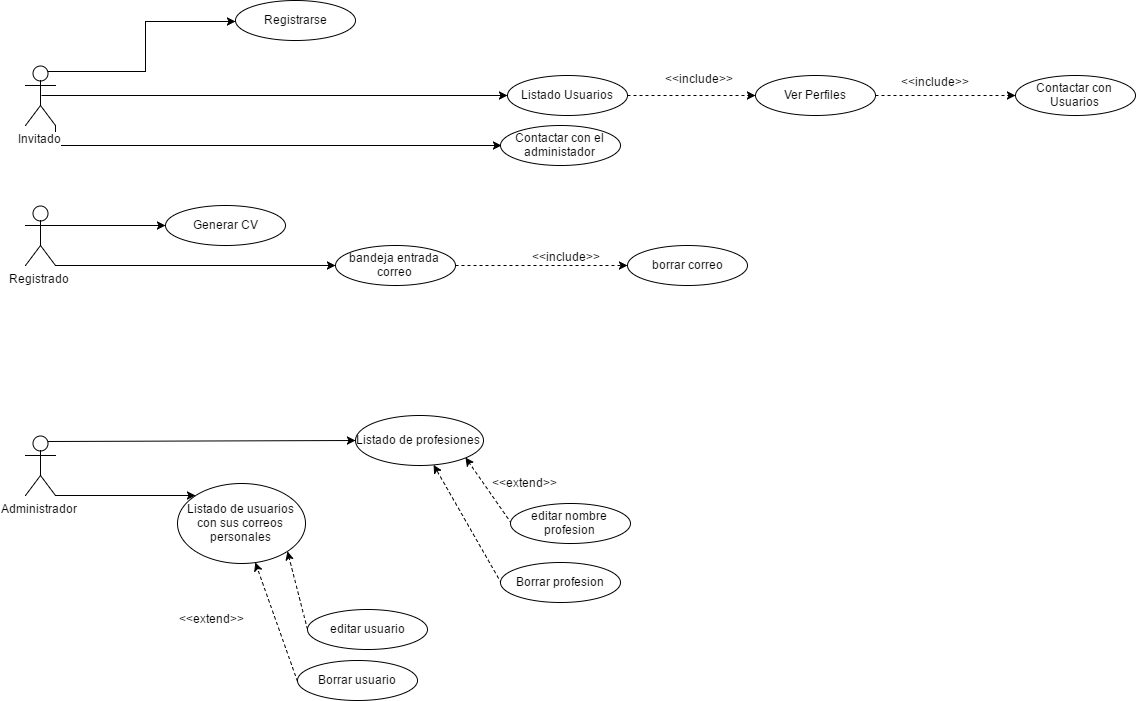 Registrarse
<<include>>
<<include>>
Listado Usuarios
Ver Perfiles
Contactar con
Usuarios
Invitado
Contactar con el
administador
Generar CV
Registrado
bandeja entrada
correo
<<include>>
borrar correo
Listado de profesiones
<<extend>>
Administrador
Listado de usuarios
con sus correos
personales
editar nombre
profesion
Borrar profesion
<<extend>>
editar usuario
Borrar usuario